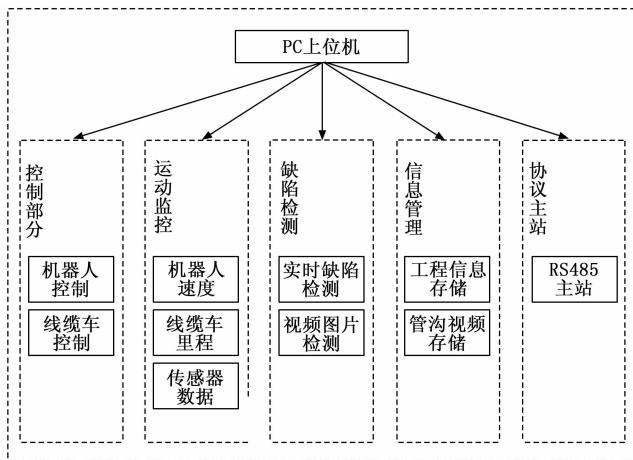 PC上位机
控制部分
机器人
控制
线缆车
控制
运动监控
机器人
速度
线缆车
里程
传感器
数据
缺陷检测
实时缺陷
检测
视频图片
检测
信息管理
工程信息
存储
管沟视频
存储
协议主站
RS485
主站